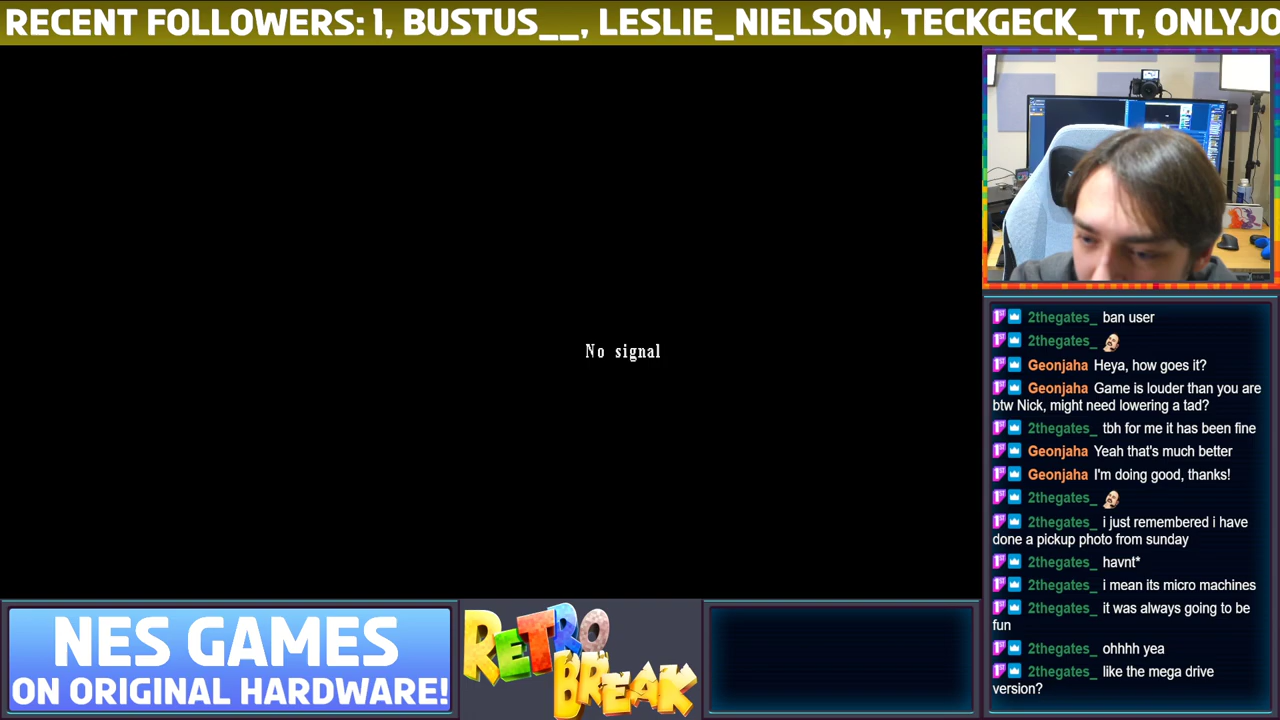 RECENT FOLLOWERS: 1, BUSTUS__, LESLIE_NIELSON, TECKGECK_TT, ONLYJO
No signal
2thegates_ ban user
2thegates_
Geonjaha Heya, how goes it?
Geonjaha Game is louder than you are
btw Nick, might need lowering a tad?
2thegates_ tbh for me it has been fine
Geonjaha Yeah that's much better
Geonjaha I'm doing good, thanks!
2thegates_
2thegates_ i just remembered i have
done a pickup photo from sunday
2thegates_ havnt*
2thegates_ i mean its micro machines
2thegates_ it was always going to be
fun
2thegates_ ohhhh yea
2thegates_ like the mega drive
version?
NES GAMES
ON ORIGINAL HARDWARE!
RETRO
BREAK